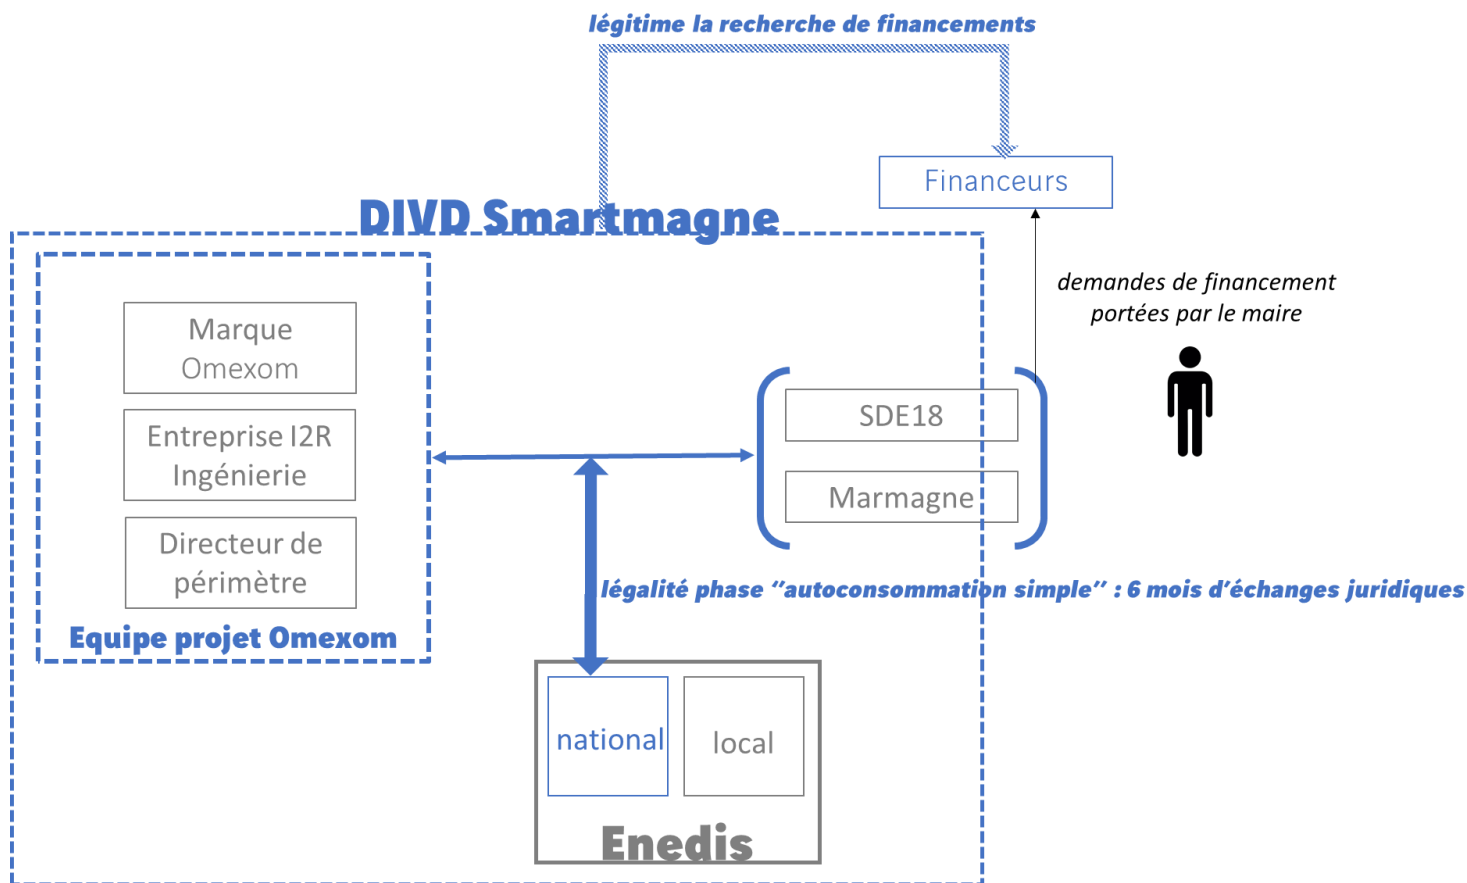 légitime la recherche de financements
Financeurs
DIVD Smartmagne
demandes de financement
portées par le maire
Marque
Omexom
Entreprise I2R
Ingénierie
Directeur de
périmètre
Equipe projet Omexom
SDE18
Marmagne
légalité phase ‘’autoconsommation simple’’ : 6 mois d’échanges juridiques
national
local
Enedis